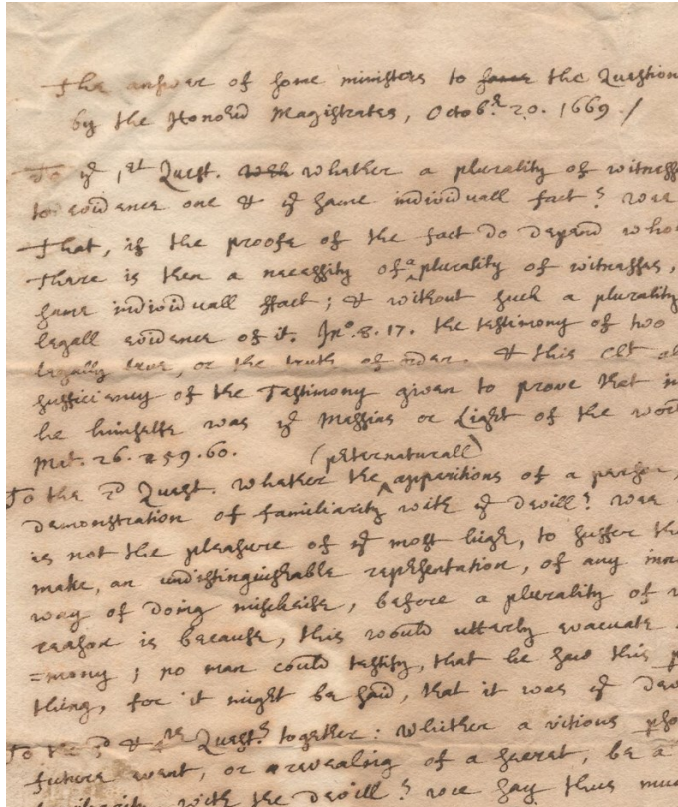 The answer of some ministers to the Question
by the Honord Magistrates, Octobr. 20. 1669 /
To ye 1st Quest. whether a plurality of witness
to evidence one & ye same individuall fact? wee
That, if the proofe of the fact do depend who
there is then a necessity of a plurality of witnesses,
same individuall ffact; & without such a plurality
legall evidence of it. Jno. 8. 17. the testimony of two
legally true, or the truth of order. & this
sufficiency of the Testimony given to prove that
he himselfe was ye Messias or Light of the wor
Mat. 26. 59. 60.
(preternaturall)
To the 2d Quest. whether the apparitions of a person,
demonstration of familiarity with ye devill? wee
is not the pleasure of ye most high, to suffer the
make, an undistinguishable representation, of any inno
way of doing mischeife, before a plurality of
reason is because, this would utterly evacuate
=mony; no man could testify, that he saw this
thing, for it might be said, that it was ye Dev
To the 3d & 4th Quests. together: whither a vitious
future event, or a revealing of a secret, be a
with the devill? wee say thus muc